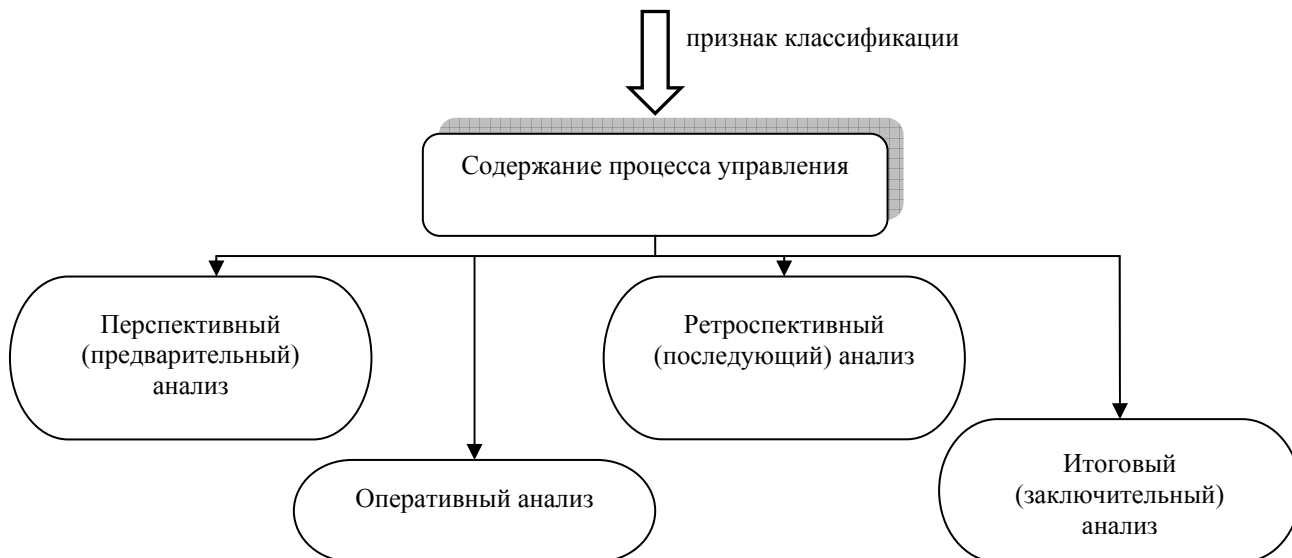 признак классификации
Содержание процесса управления
Перспективный
(предварительный)
анализ
Ретроспективный
(последующий) анализ
Оперативный анализ
Итоговый
(заключительный)
анализ